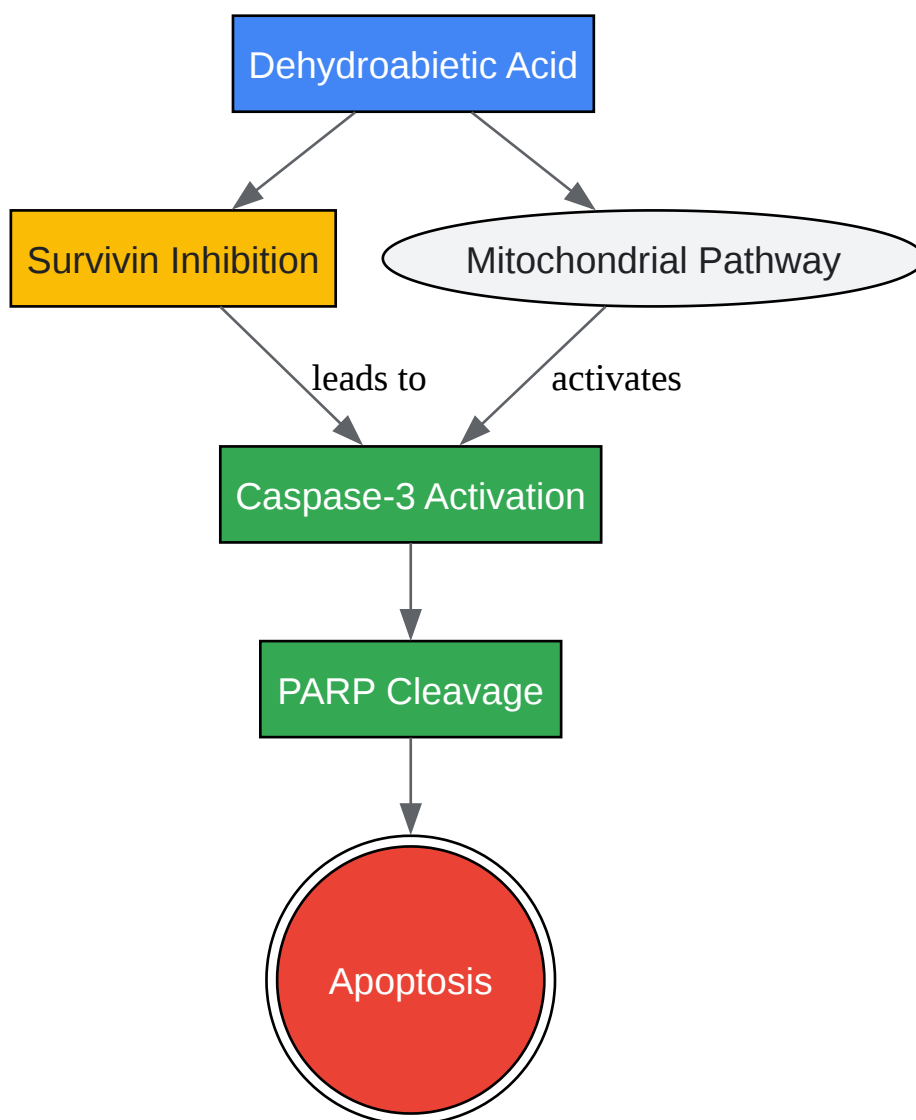 Dehydroabietic Acid
Survivin Inhibition
Mitochondrial Pathway
leads to
activates
Caspase-3 Activation
PARP Cleavage
Apoptosis